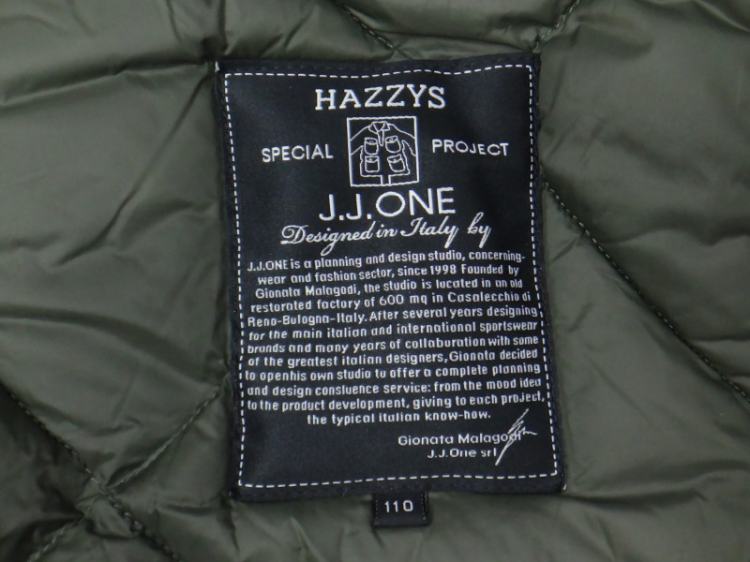 HAZZYS
SPECIAL PROJECT
J.J.ONE
Designed in Italy by
J.J.ONE is a planning and design studio, concerning-
wear and fashion sector, since 1998 Founded by
Gionata Malagodi, the studio is located in an old
restorated factory of 600 mq in Casalecchio di
Reno-Bologna-Italy. After several years designing
for the main italian and international sportswear
brands and many years of collaboration with some
of the greatest italian designers, Gionata decided
to openhis own studio to offer a complete planning
and design consluence service: from the mood idea
to the product development, giving to each project,
the typical italian know-how.
Gionata Malagodi
J.J.One srl
110